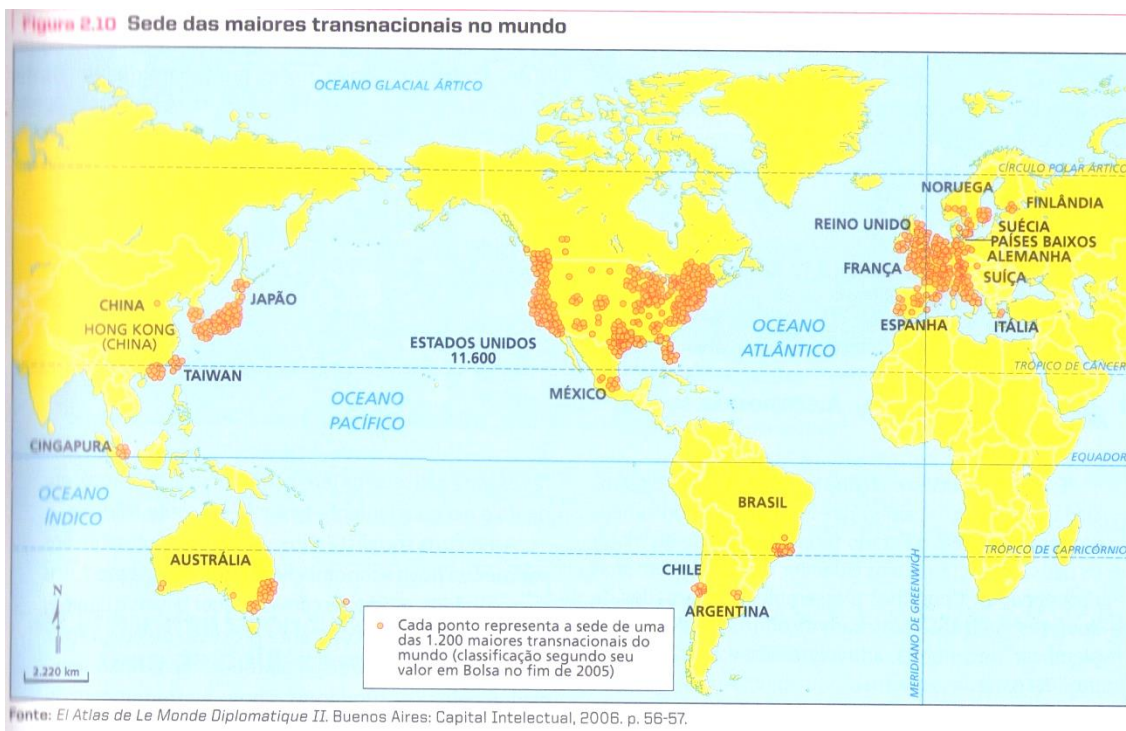 Figura 2.10 Sede das maiores transnacionais no mundo
OCEANO GLACIAL ÁRTICO
CÍRCULO POLAR ÁRTICO
NORUEGA
FINLÂNDIA
REINO UNIDO
SUÉCIA
PAÍSES BAIXOS
ALEMANHA
FRANÇA
SUÍÇA
ESPANHA
ITÁLIA
CHINA
JAPÃO
HONG KONG
(CHINA)
TAIWAN
ESTADOS UNIDOS
11.600
OCEANO
ATLÂNTICO
TRÓPICO DE CÂNCER
MÉXICO
OCEANO
PACÍFICO
CINGAPURA
EQUADOR
OCEANO
ÍNDICO
BRASIL
AUSTRÁLIA
TRÓPICO DE CAPRICÓRNIO
CHILE
ARGENTINA
MERIDIANO DE GREENWICH
N
2.220 km
Cada ponto representa a sede de uma
das 1.200 maiores transnacionais do
mundo (classificação segundo seu
valor em Bolsa no fim de 2005)
Fonte: El Atlas de Le Monde Diplomatique II. Buenos Aires: Capital Intelectual, 2006. p. 56-57.